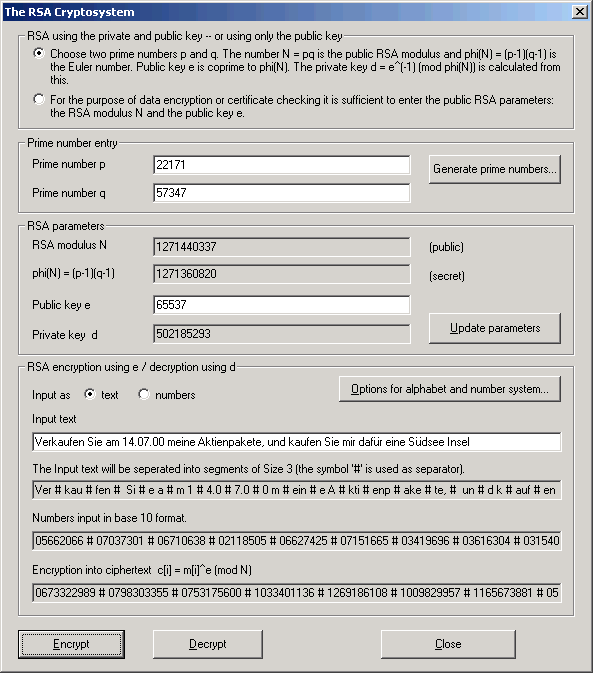 The RSA Cryptosystem
RSA using the private and public key -- or using only the public key
Choose two prime numbers p and q. The number N = pq is the public RSA modulus and phi(N) = (p-1)(q-1) is
the Euler number. Public key e is coprime to phi(N). The private key d = e^(-1) (mod phi(N)) is calculated from
this.
For the purpose of data encryption or certificate checking it is sufficient to enter the public RSA parameters:
the RSA modulus N and the public key e.
Prime number entry
Prime number p 22171 Generate prime numbers...
Prime number q 57347
RSA parameters
RSA modulus N 1271440337 (public)
phi(N) = (p-1)(q-1) 1271360820 (secret)
Public key e 65537
Private key d 502185293 Update parameters
RSA encryption using e / decryption using d
Input as text numbers Options for alphabet and number system...
Input text
Verkaufen Sie am 14.07.00 meine Aktienpakete, und kaufen Sie mir dafür eine Südsee Insel
The Input text will be seperated into segments of Size 3 (the symbol '#' is used as separator).
Ver # kau # fen # Si # e a # m 1 # 4.0 # 7.0 # 0 m # ein # e A # kti # enp # ake # te, # un # d k # auf # en
Numbers input in base 10 format.
05662066 # 07037301 # 06710638 # 02118505 # 06627425 # 07151665 # 03419696 # 03616304 # 031540
Encryption into ciphertext c[i] = m[i]^e (mod N)
0673322989 # 0798303355 # 0753175600 # 1033401136 # 1269186108 # 1009829957 # 1165673881 # 05
Encrypt Decrypt Close